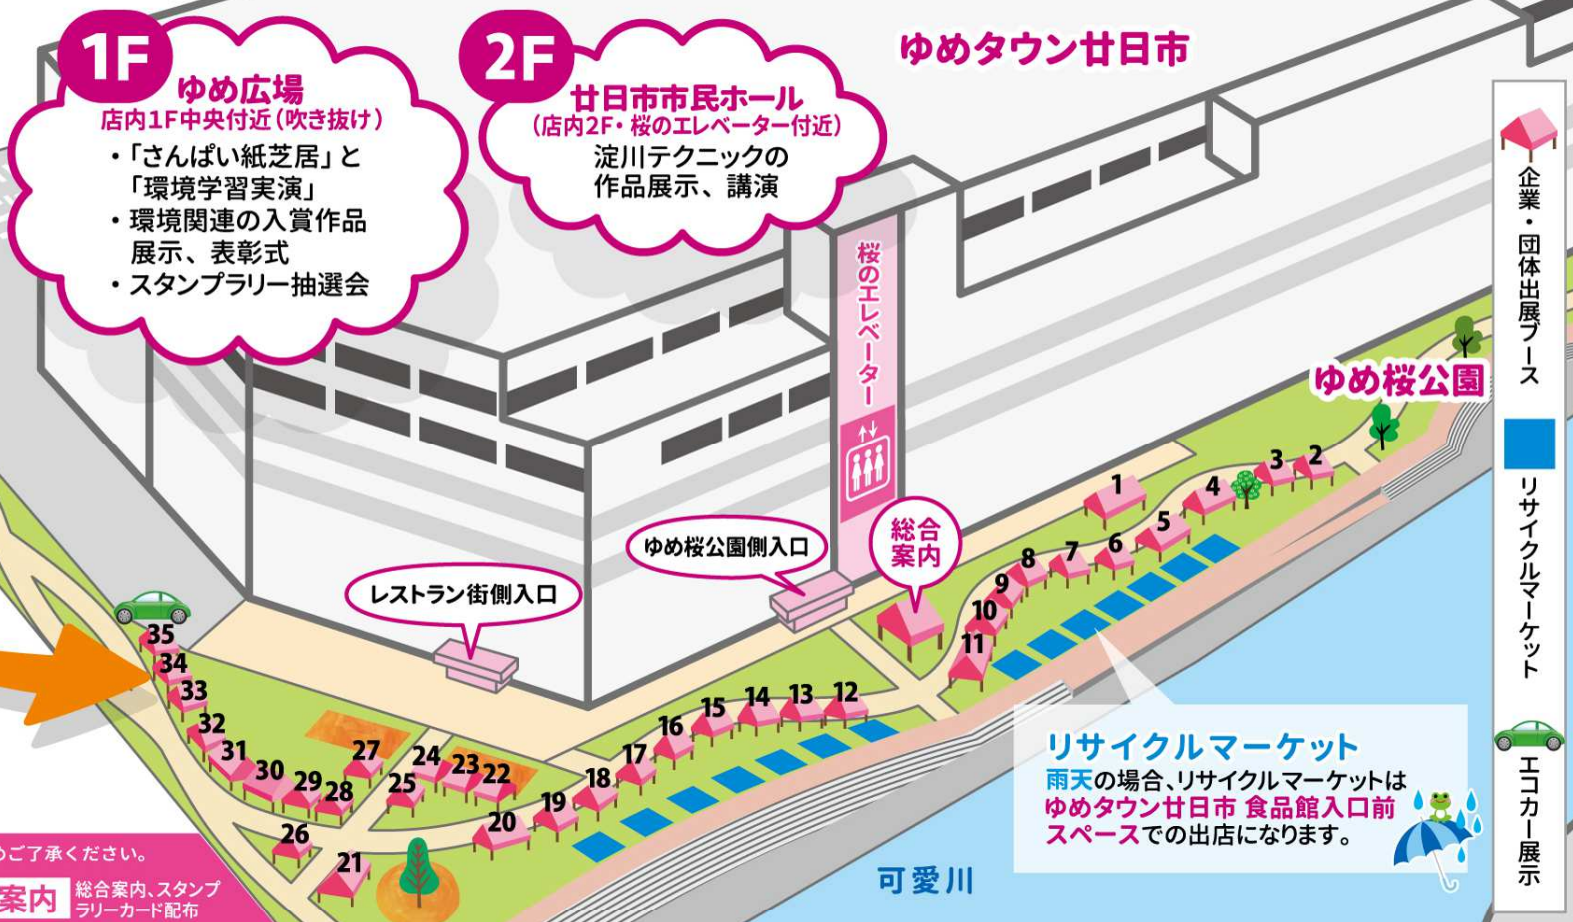 1F
ゆめ広場
店内1F中央付近(吹き抜け)
・「さんぱい紙芝居」と
「環境学習実演」
・環境関連の入賞作品
展示、表彰式
・スタンプラリー抽選会
2F
廿日市市民ホール
(店内2F・桜のエレベーター付近)
淀川テクニックの
作品展示、講演
ゆめタウン廿日市
桜のエレベーター
企業・団体出展ブース
リサイクルマーケット
エコカー展示
ゆめ桜公園
ゆめ桜公園側入口
レストラン街側入口
総合
案内
1
2
3
4
5
6
7
8
9
10
11
12
13
14
15
16
17
18
19
20
21
22
23
24
25
26
27
28
29
30
31
32
33
34
35
リサイクルマーケット
雨天の場合、リサイクルマーケットは
ゆめタウン廿日市 食品館入口前
スペースでの出店になります。
可愛川
めご了承ください。
案内
総合案内、スタンプ
ラリーカード配布